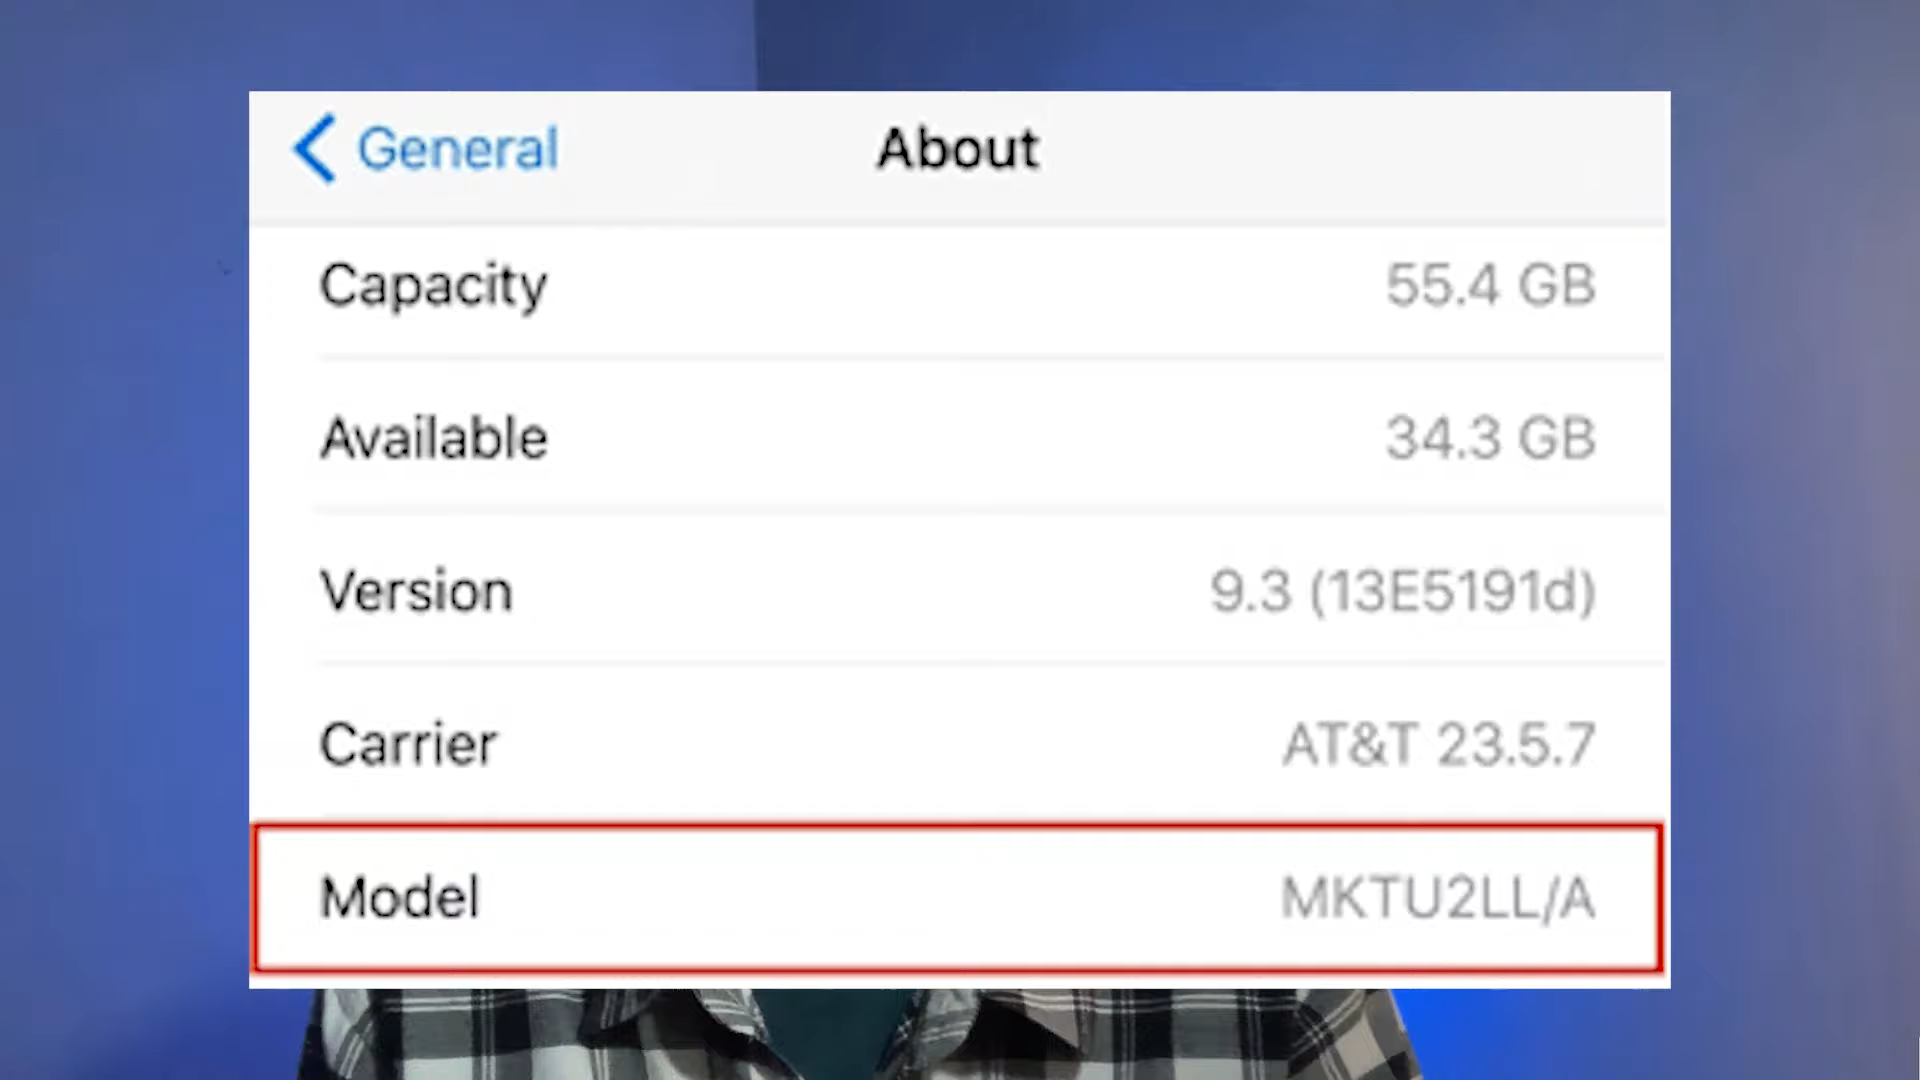 General
About
Capacity 55.4 GB
Available 34.3 GB
Version 9.3 (13E5191d)
Carrier AT&T 23.5.7
Model MKTU2LL/A